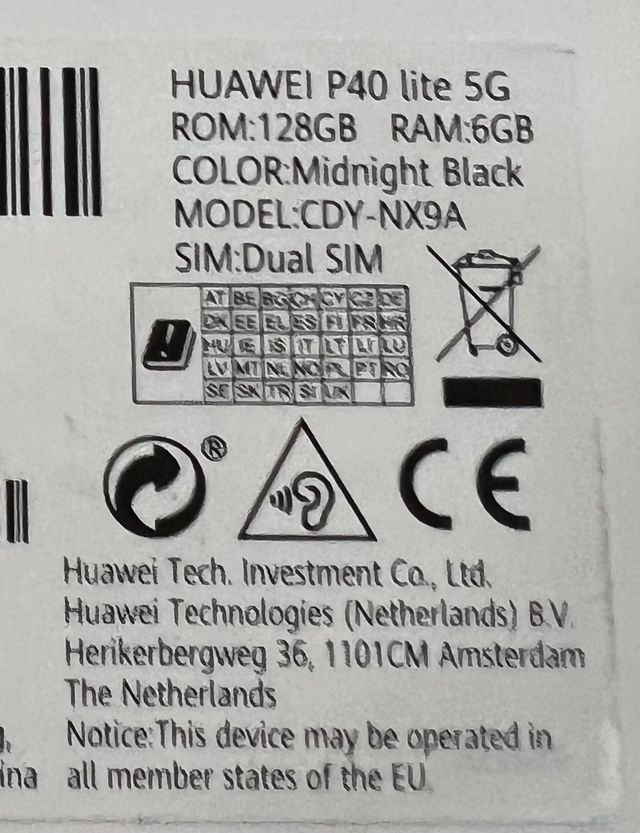 HUAWEI P40 lite 5G
ROM:128GB RAM:6GB
COLOR:Midnight Black
MODEL:CDY-NX9A
SIM:Dual SIM
AT BE BG CH CY CZ DE
DK EE EL ES FI FR HR
HU IE IS IT LT LI LU
LV MT NL NO PL PT RO
SE SK TR SI UK
®
CE
Huawei Tech. Investment Co., Ltd.
Huawei Technologies (Netherlands) B.V.
Herikerbergweg 36, 1101CM Amsterdam
The Netherlands
Notice:This device may be operated in
all member states of the EU.